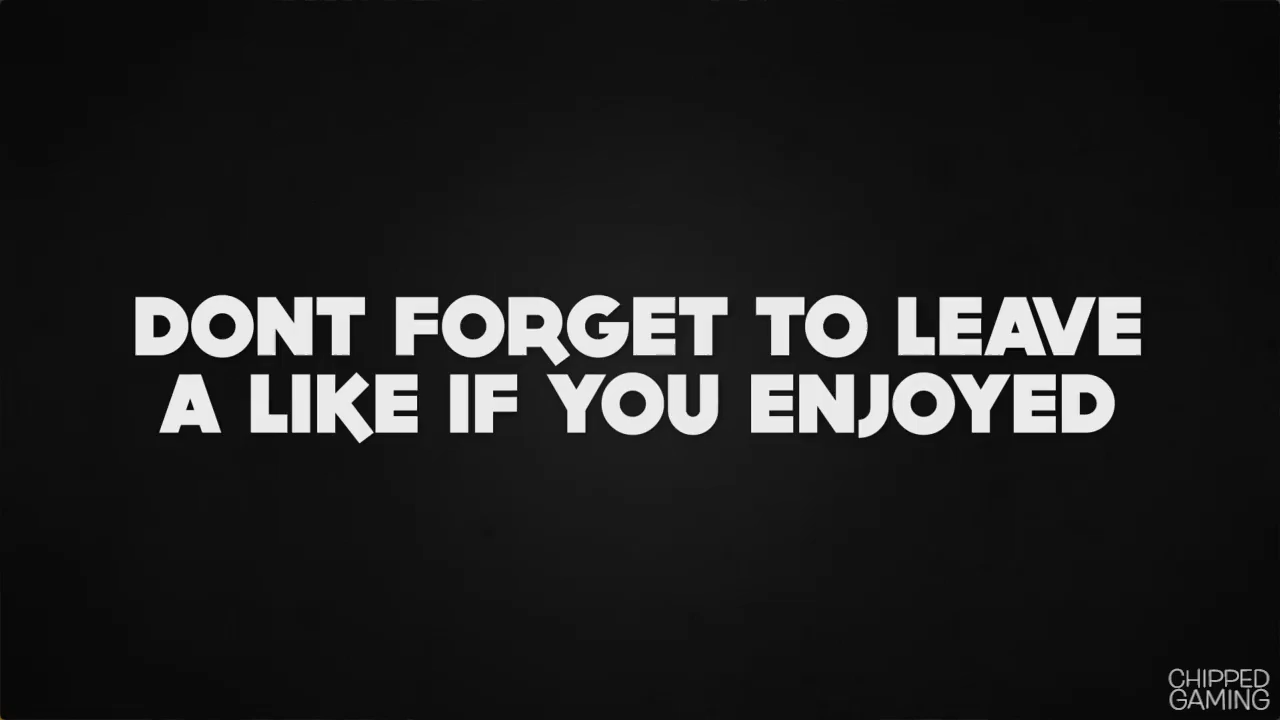 DONT FORGET TO LEAVE
A LIKE IF YOU ENJOYED
CHIPPED
GAMING